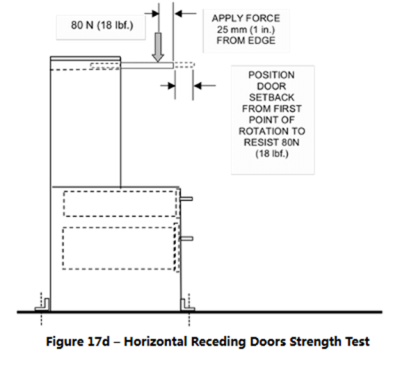 80 N (18 lbf.)
APPLY FORCE
25 mm (1 in.)
FROM EDGE
POSITION
DOOR
SETBACK
FROM FIRST
POINT OF
ROTATION TO
RESIST 80N
(18 lbf.)
Figure 17d – Horizontal Receding Doors Strength Test